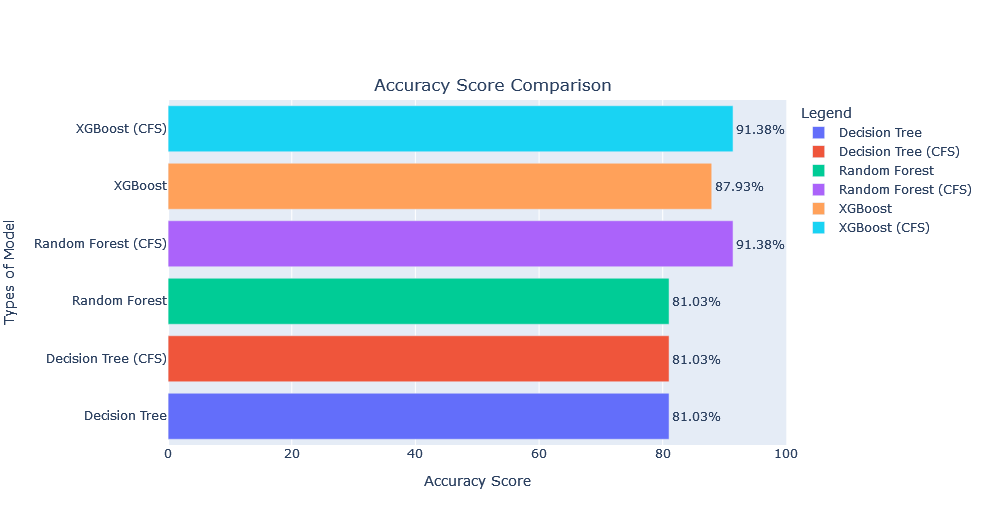 Accuracy Score Comparison
Types of Model
XGBoost (CFS)
91.38%
XGBoost
87.93%
Random Forest (CFS)
91.38%
Random Forest
81.03%
Decision Tree (CFS)
81.03%
Decision Tree
81.03%
0 20 40 60 80 100
Accuracy Score
Legend
Decision Tree
Decision Tree (CFS)
Random Forest
Random Forest (CFS)
XGBoost
XGBoost (CFS)